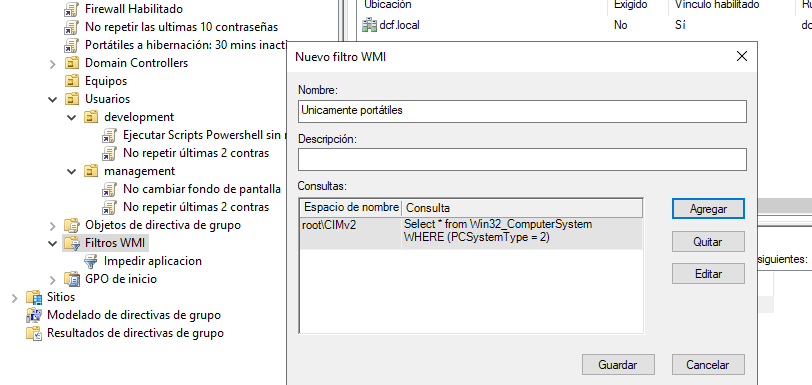 Firewall Habilitado
No repetir las ultimas 10 contraseñas
Portátiles a hibernación: 30 mins inacti
Domain Controllers
Equipos
Usuarios
development
Ejecutar Scripts Powershell sin r
No repetir últimas 2 contras
management
No cambiar fondo de pantalla
No repetir últimas 2 contras
Objetos de directiva de grupo
Filtros WMI
Impedir aplicacion
GPO de inicio
Sitios
Modelado de directivas de grupo
Resultados de directivas de grupo
Ubicación Exigido Vínculo habilitado Ru
dcf.local No Sí dc
Nuevo filtro WMI
Nombre:
Unicamente portátiles
Descripción:
Consultas:
Espacio de nombre Consulta
root\CIMv2 Select * from Win32_ComputerSystem
WHERE (PCSystemType = 2)
Agregar
Quitar
Editar
Guardar Cancelar
siguientes: